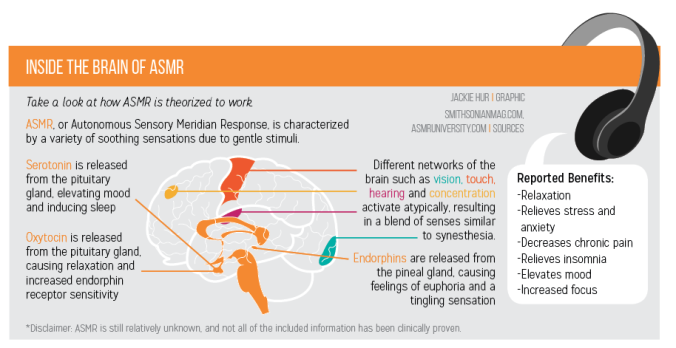 INSIDE THE BRAIN OF ASMR
Take a look at how ASMR is theorized to work.
JACKIE HUR | GRAPHIC
SMITHSONIANMAG.COM,
ASMRUNIVERSITY.COM | SOURCES
ASMR, or Autonomous Sensory Meridian Response, is characterized
by a variety of soothing sensations due to gentle stimuli.
Serotonin is released
from the pituitary
gland, elevating mood
and inducing sleep
Oxytocin is released
from the pituitary gland,
causing relaxation and
increased endorphin
receptor sensitivity
Different networks of the
brain such as vision, touch,
hearing and concentration
activate atypically, resulting
in a blend of senses similar
to synesthesia.
Endorphins are released from
the pineal gland, causing
feelings of euphoria and a
tingling sensation
Reported Benefits:
-Relaxation
-Relieves stress and
anxiety
-Decreases chronic pain
-Relieves insomnia
-Elevates mood
-Increased focus
*Disclaimer: ASMR is still relatively unknown, and not all of the included information has been clinically proven.